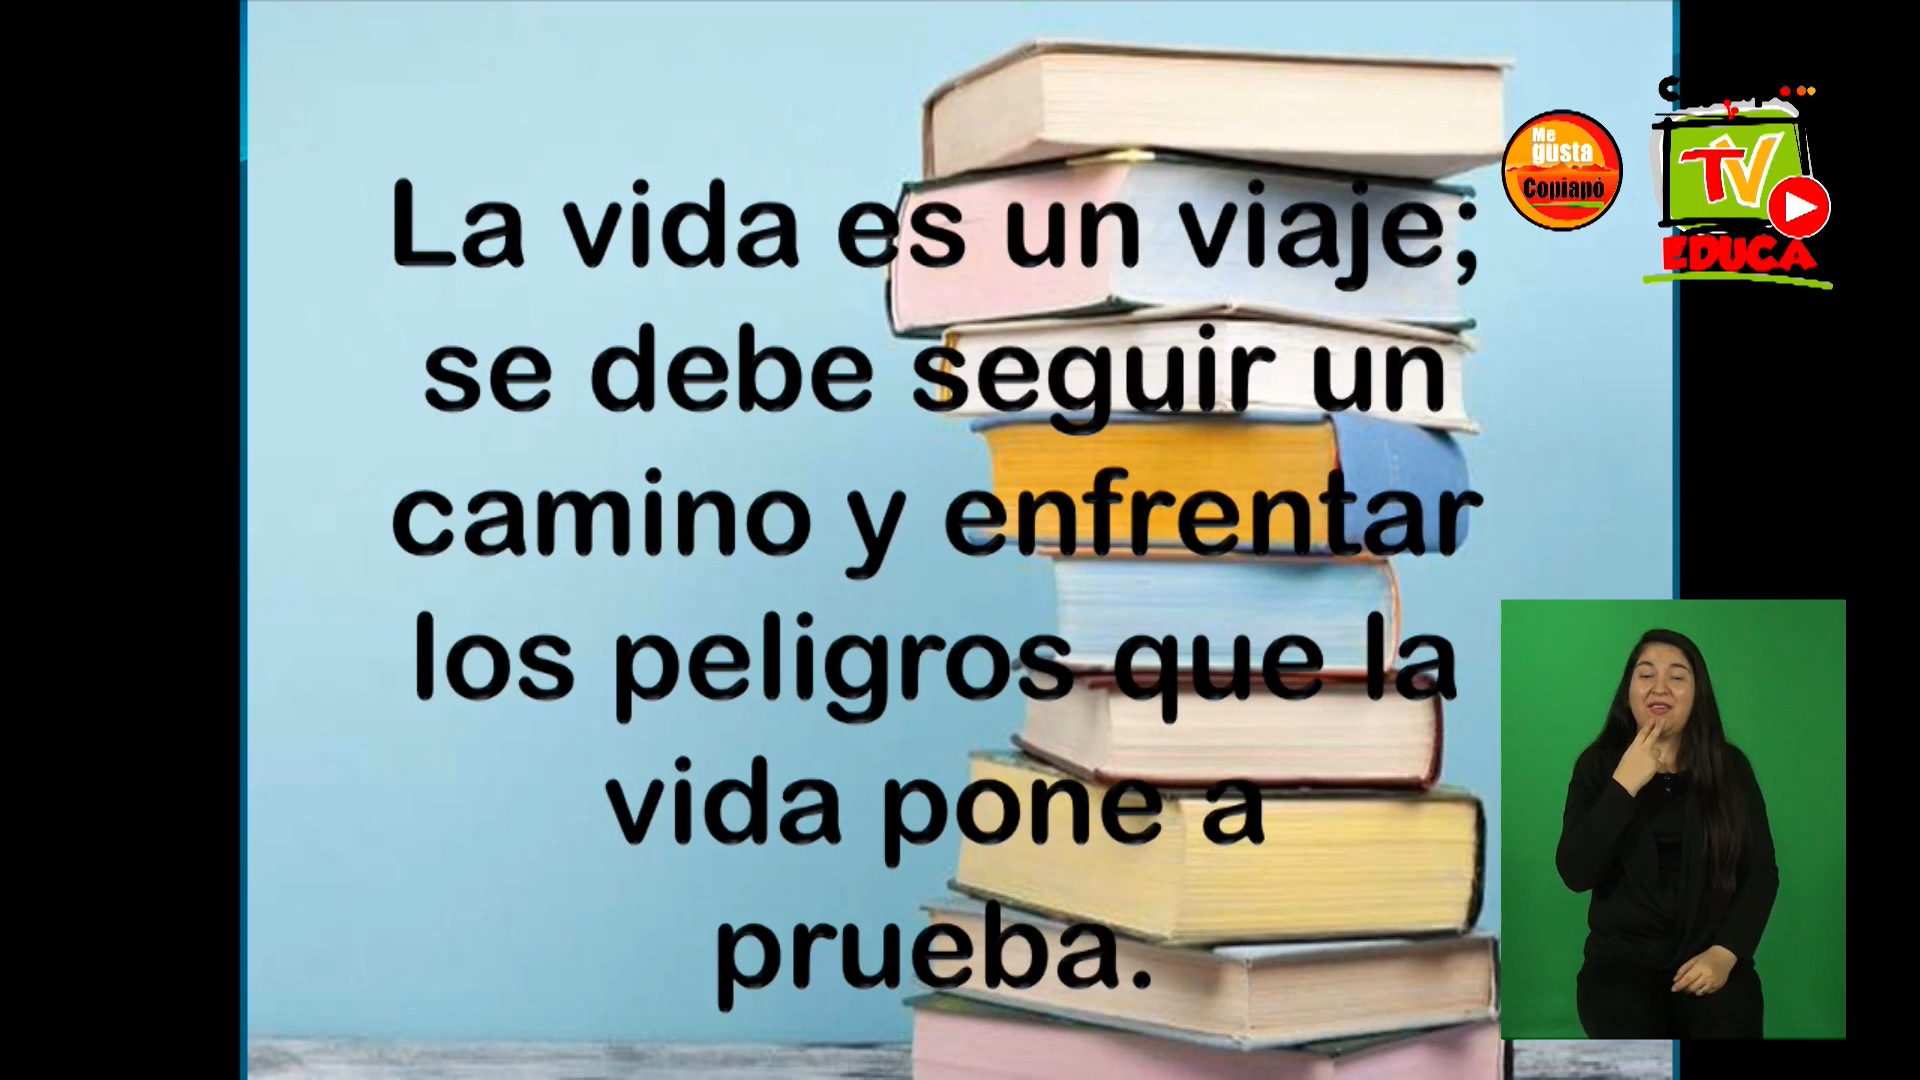 La vida es un viaje;
se debe seguir un
camino y enfrentar
los peligros que la
vida pone a
prueba.
Me
gusta
Copiapó
TV
EDUCA